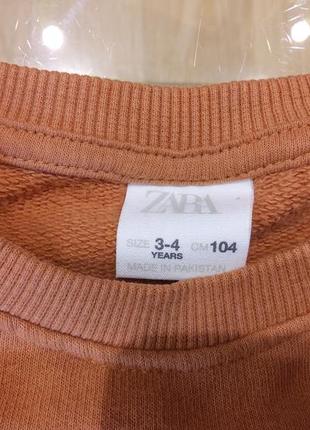 ZARA
SIZE 3-4 CM 104
YEARS
MADE IN PAKISTAN